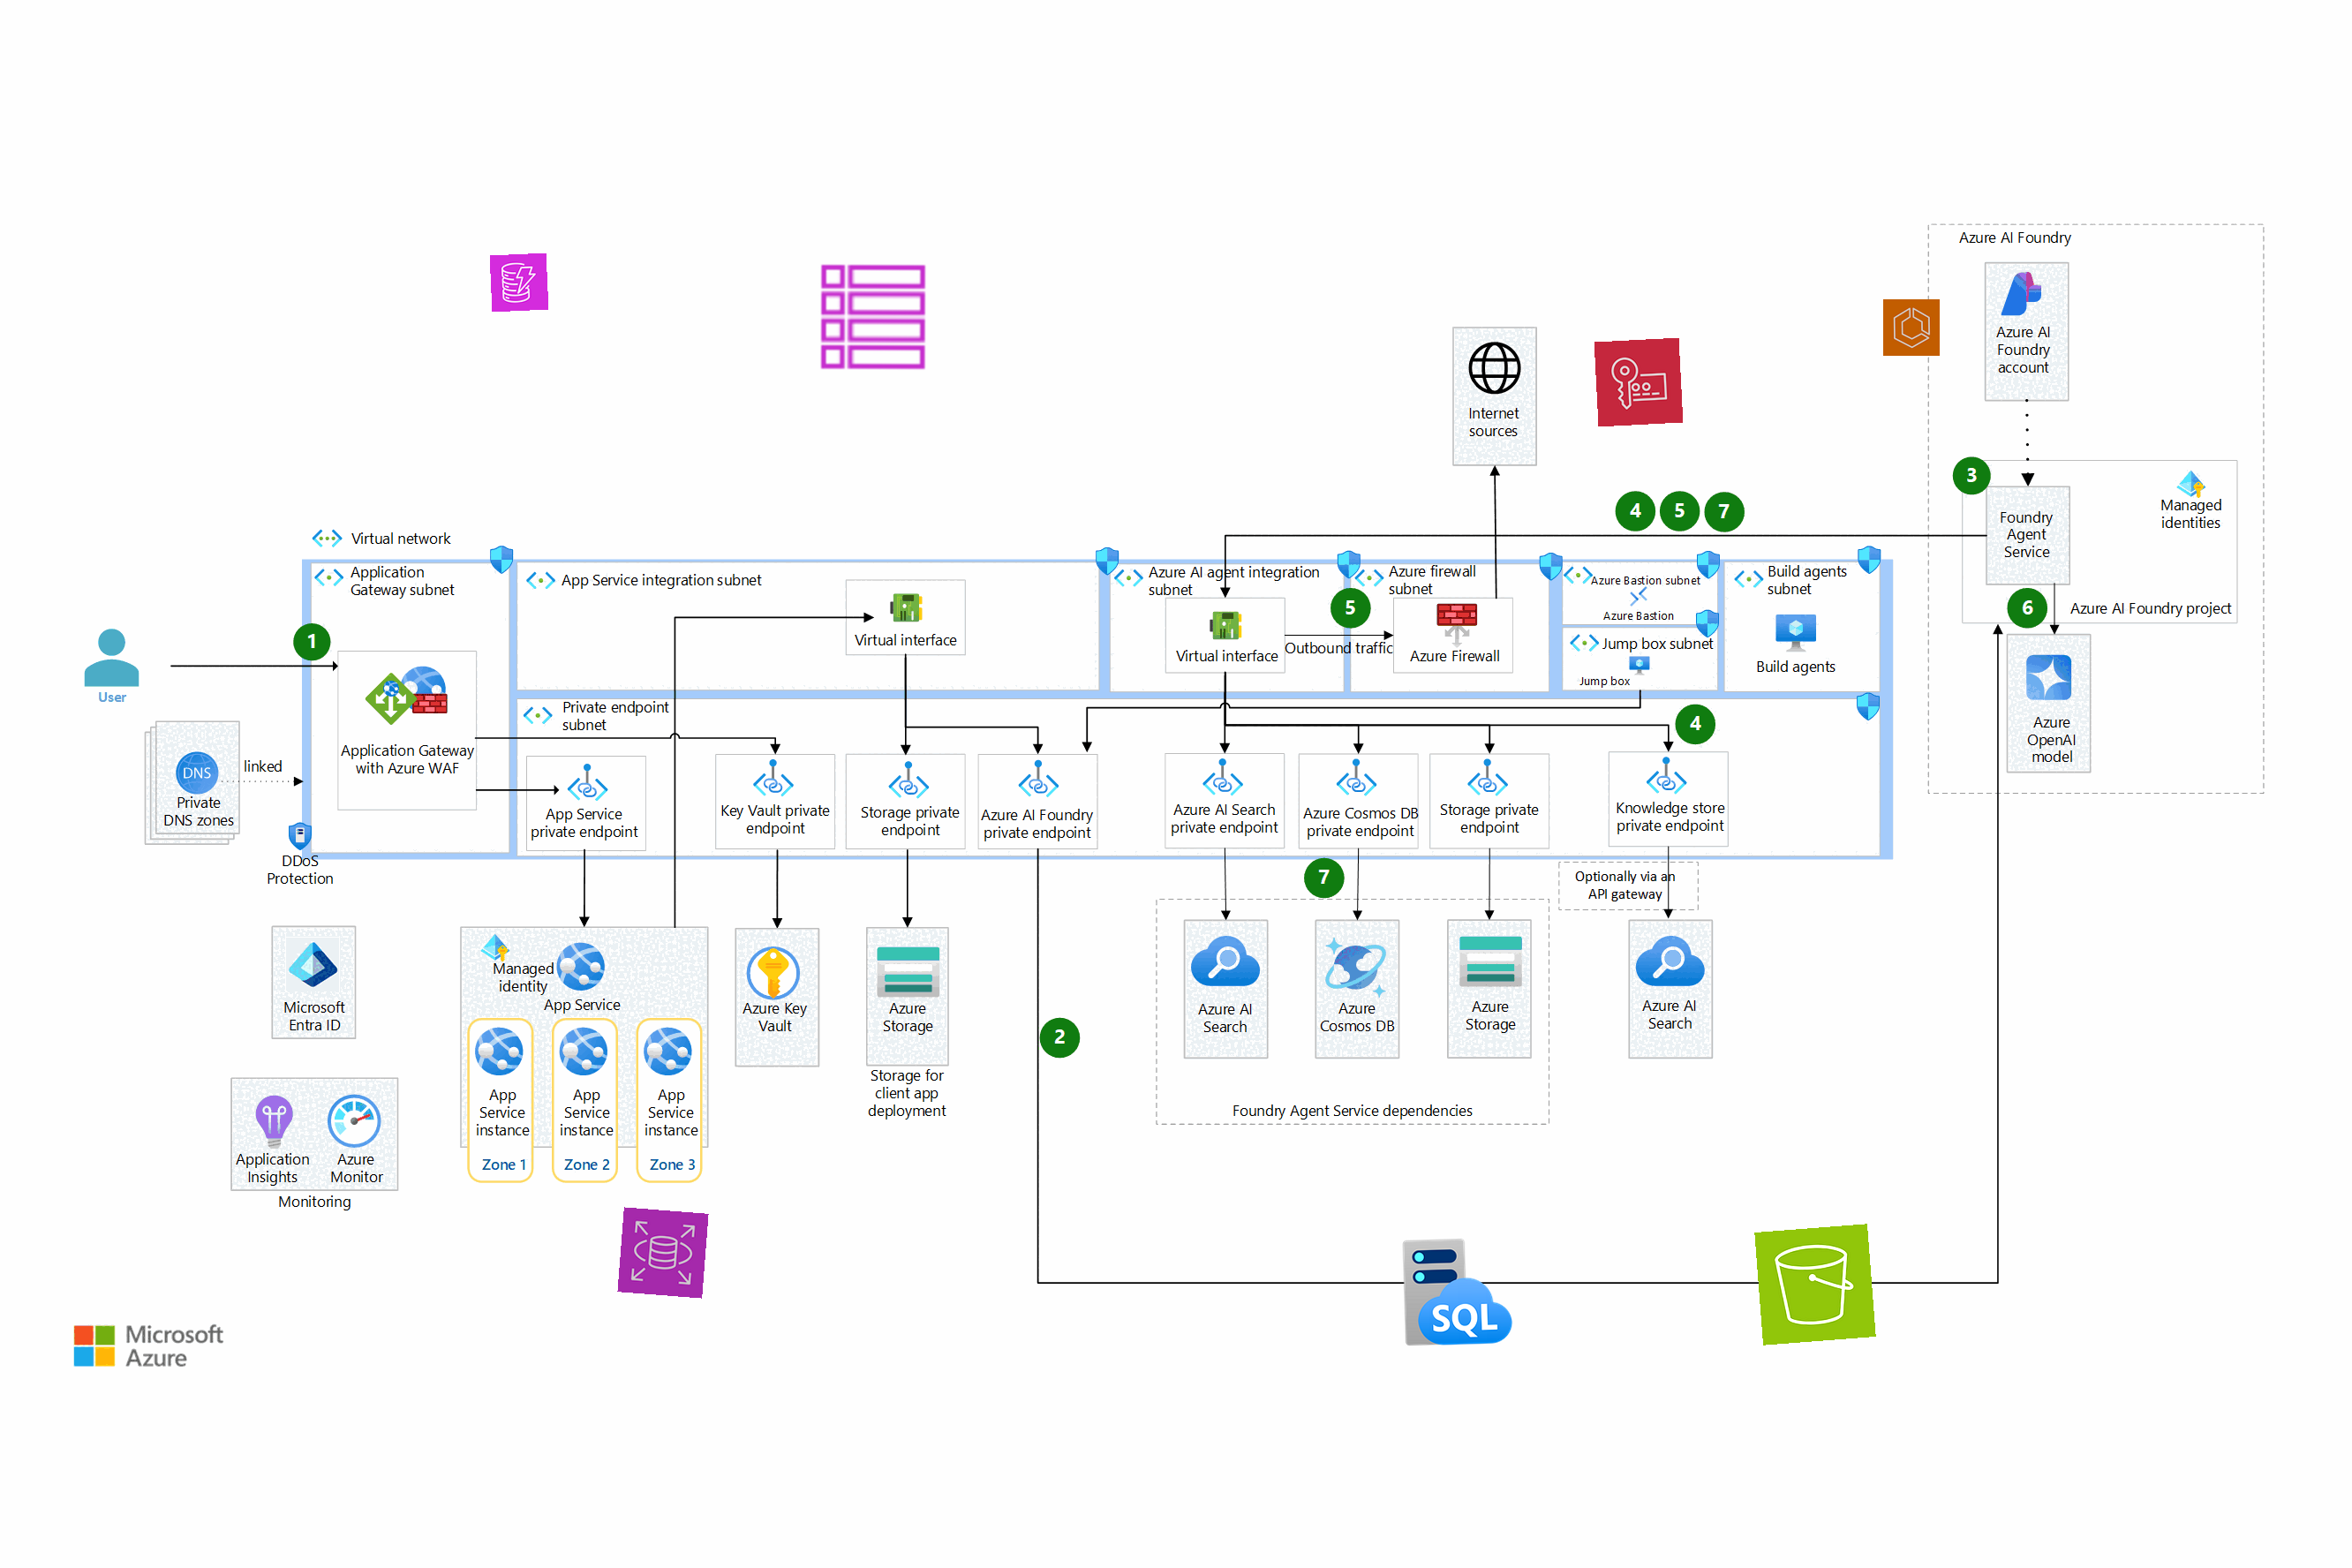 Azure AI Foundry
Azure AI
Foundry
account
Internet
sources
3
Managed
identities
4 5 7
Foundry
Agent
Service
Virtual network
Application
Gateway subnet
App Service integration subnet
Azure AI agent integration
subnet
Azure firewall
subnet
Azure Bastion subnet
Azure Bastion
Build agents
subnet
5
6
Azure AI Foundry project
1
Virtual interface
Virtual interface
Outbound traffic
Azure Firewall
Jump box subnet
Jump box
Build agents
User
Private endpoint
subnet
4
Azure
OpenAI
model
Application Gateway
with Azure WAF
linked
DNS
Private
DNS zones
App Service
private endpoint
Key Vault private
endpoint
Storage private
endpoint
Azure AI Foundry
private endpoint
Azure AI Search
private endpoint
Azure Cosmos DB
private endpoint
Storage private
endpoint
Knowledge store
private endpoint
DDoS
Protection
7
Optionally via an
API gateway
Microsoft
Entra ID
Managed
identity
App Service
Azure Key
Vault
Azure
Storage
Storage for
client app
deployment
2
Azure AI
Search
Azure
Cosmos DB
Azure
Storage
Azure AI
Search
Foundry Agent Service dependencies
App
Service
instance
Zone 1
App
Service
instance
Zone 2
App
Service
instance
Zone 3
Application
Insights
Azure
Monitor
Monitoring
SQL
Microsoft
Azure